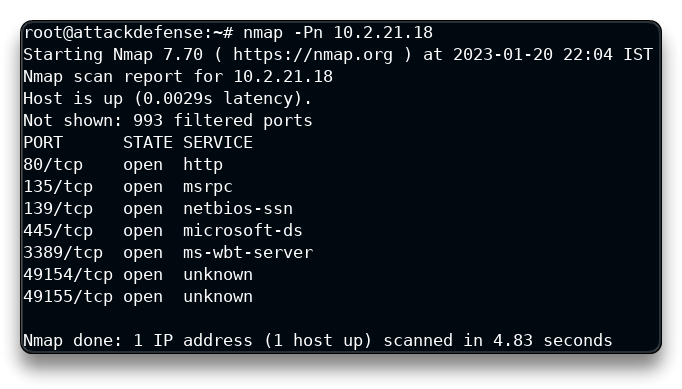 root@attackdefense:~# nmap -Pn 10.2.21.18
Starting Nmap 7.70 ( https://nmap.org ) at 2023-01-20 22:04 IST
Nmap scan report for 10.2.21.18
Host is up (0.0029s latency).
Not shown: 993 filtered ports
PORT      STATE SERVICE
80/tcp    open  http
135/tcp   open  msrpc
139/tcp   open  netbios-ssn
445/tcp   open  microsoft-ds
3389/tcp  open  ms-wbt-server
49154/tcp open  unknown
49155/tcp open  unknown
Nmap done: 1 IP address (1 host up) scanned in 4.83 seconds